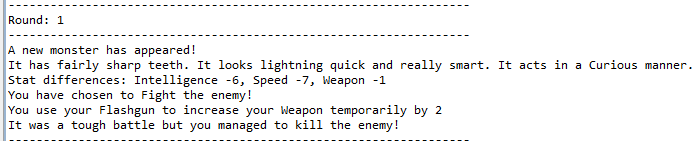 ------------------------------------------------------------------
Round: 1
------------------------------------------------------------------
A new monster has appeared!
It has fairly sharp teeth. It looks lightning quick and really smart. It acts in a Curious manner.
Stat differences: Intelligence -6, Speed -7, Weapon -1
You have chosen to Fight the enemy!
You use your Flashgun to increase your Weapon temporarily by 2
It was a tough battle but you managed to kill the enemy!
------------------------------------------------------------------